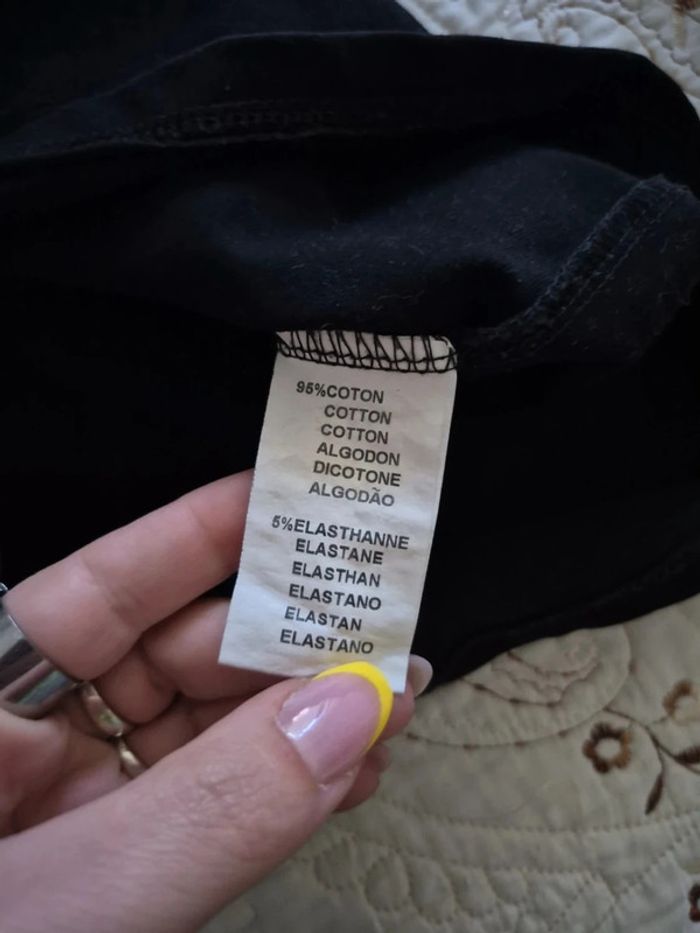 95%COTON
COTTON
COTTON
ALGODON
DICOTONE
ALGODÃO
5%ELASTHANNE
ELASTANE
ELASTHAN
ELASTANO
ELASTAN
ELASTANO